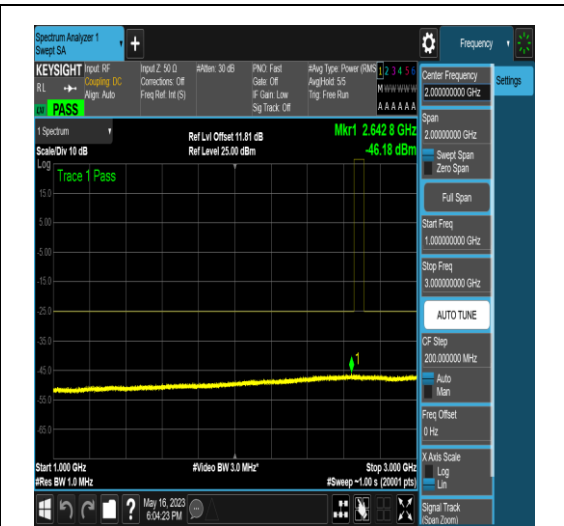 Spectrum Analyzer 1
Swept SA
+
Frequency
KEYSIGHT Input: RF
RL Coupling: DC
Align: Auto
Input Z: 50 Ω
Corrections: Off
Freq Ref: Int (S)
#Atten: 30 dB
PNO: Fast
Gate: Off
IF Gain: Low
Sig Track: Off
#Avg Type: Power (RMS
Avg|Hold: 5/5
Trig: Free Run
1 2 3 4 5 6
M W W W W W
A A A A A A
PASS
1 Spectrum
Scale/Div 10 dB
Ref Lvl Offset 11.81 dB
Ref Level 25.00 dBm
Mkr1 2.642 8 GHz
-46.18 dBm
Log
Trace 1 Pass
15.0
5.00
-5.00
-15.0
-25.0
-35.0
-45.0
-55.0
-65.0
1
Start 1.000 GHz
#Res BW 1.0 MHz
#Video BW 3.0 MHz*
Stop 3.000 GHz
#Sweep ~1.00 s (20001 pts)
May 16, 2023
6:04:23 PM
?
Center Frequency
2.000000000 GHz
Settings
Span
2.00000000 GHz
Swept Span
Zero Span
Full Span
Start Freq
1.000000000 GHz
Stop Freq
3.000000000 GHz
AUTO TUNE
CF Step
200.000000 MHz
Auto
Man
Freq Offset
0 Hz
X Axis Scale
Log
Lin
Signal Track
(Span Zoom)